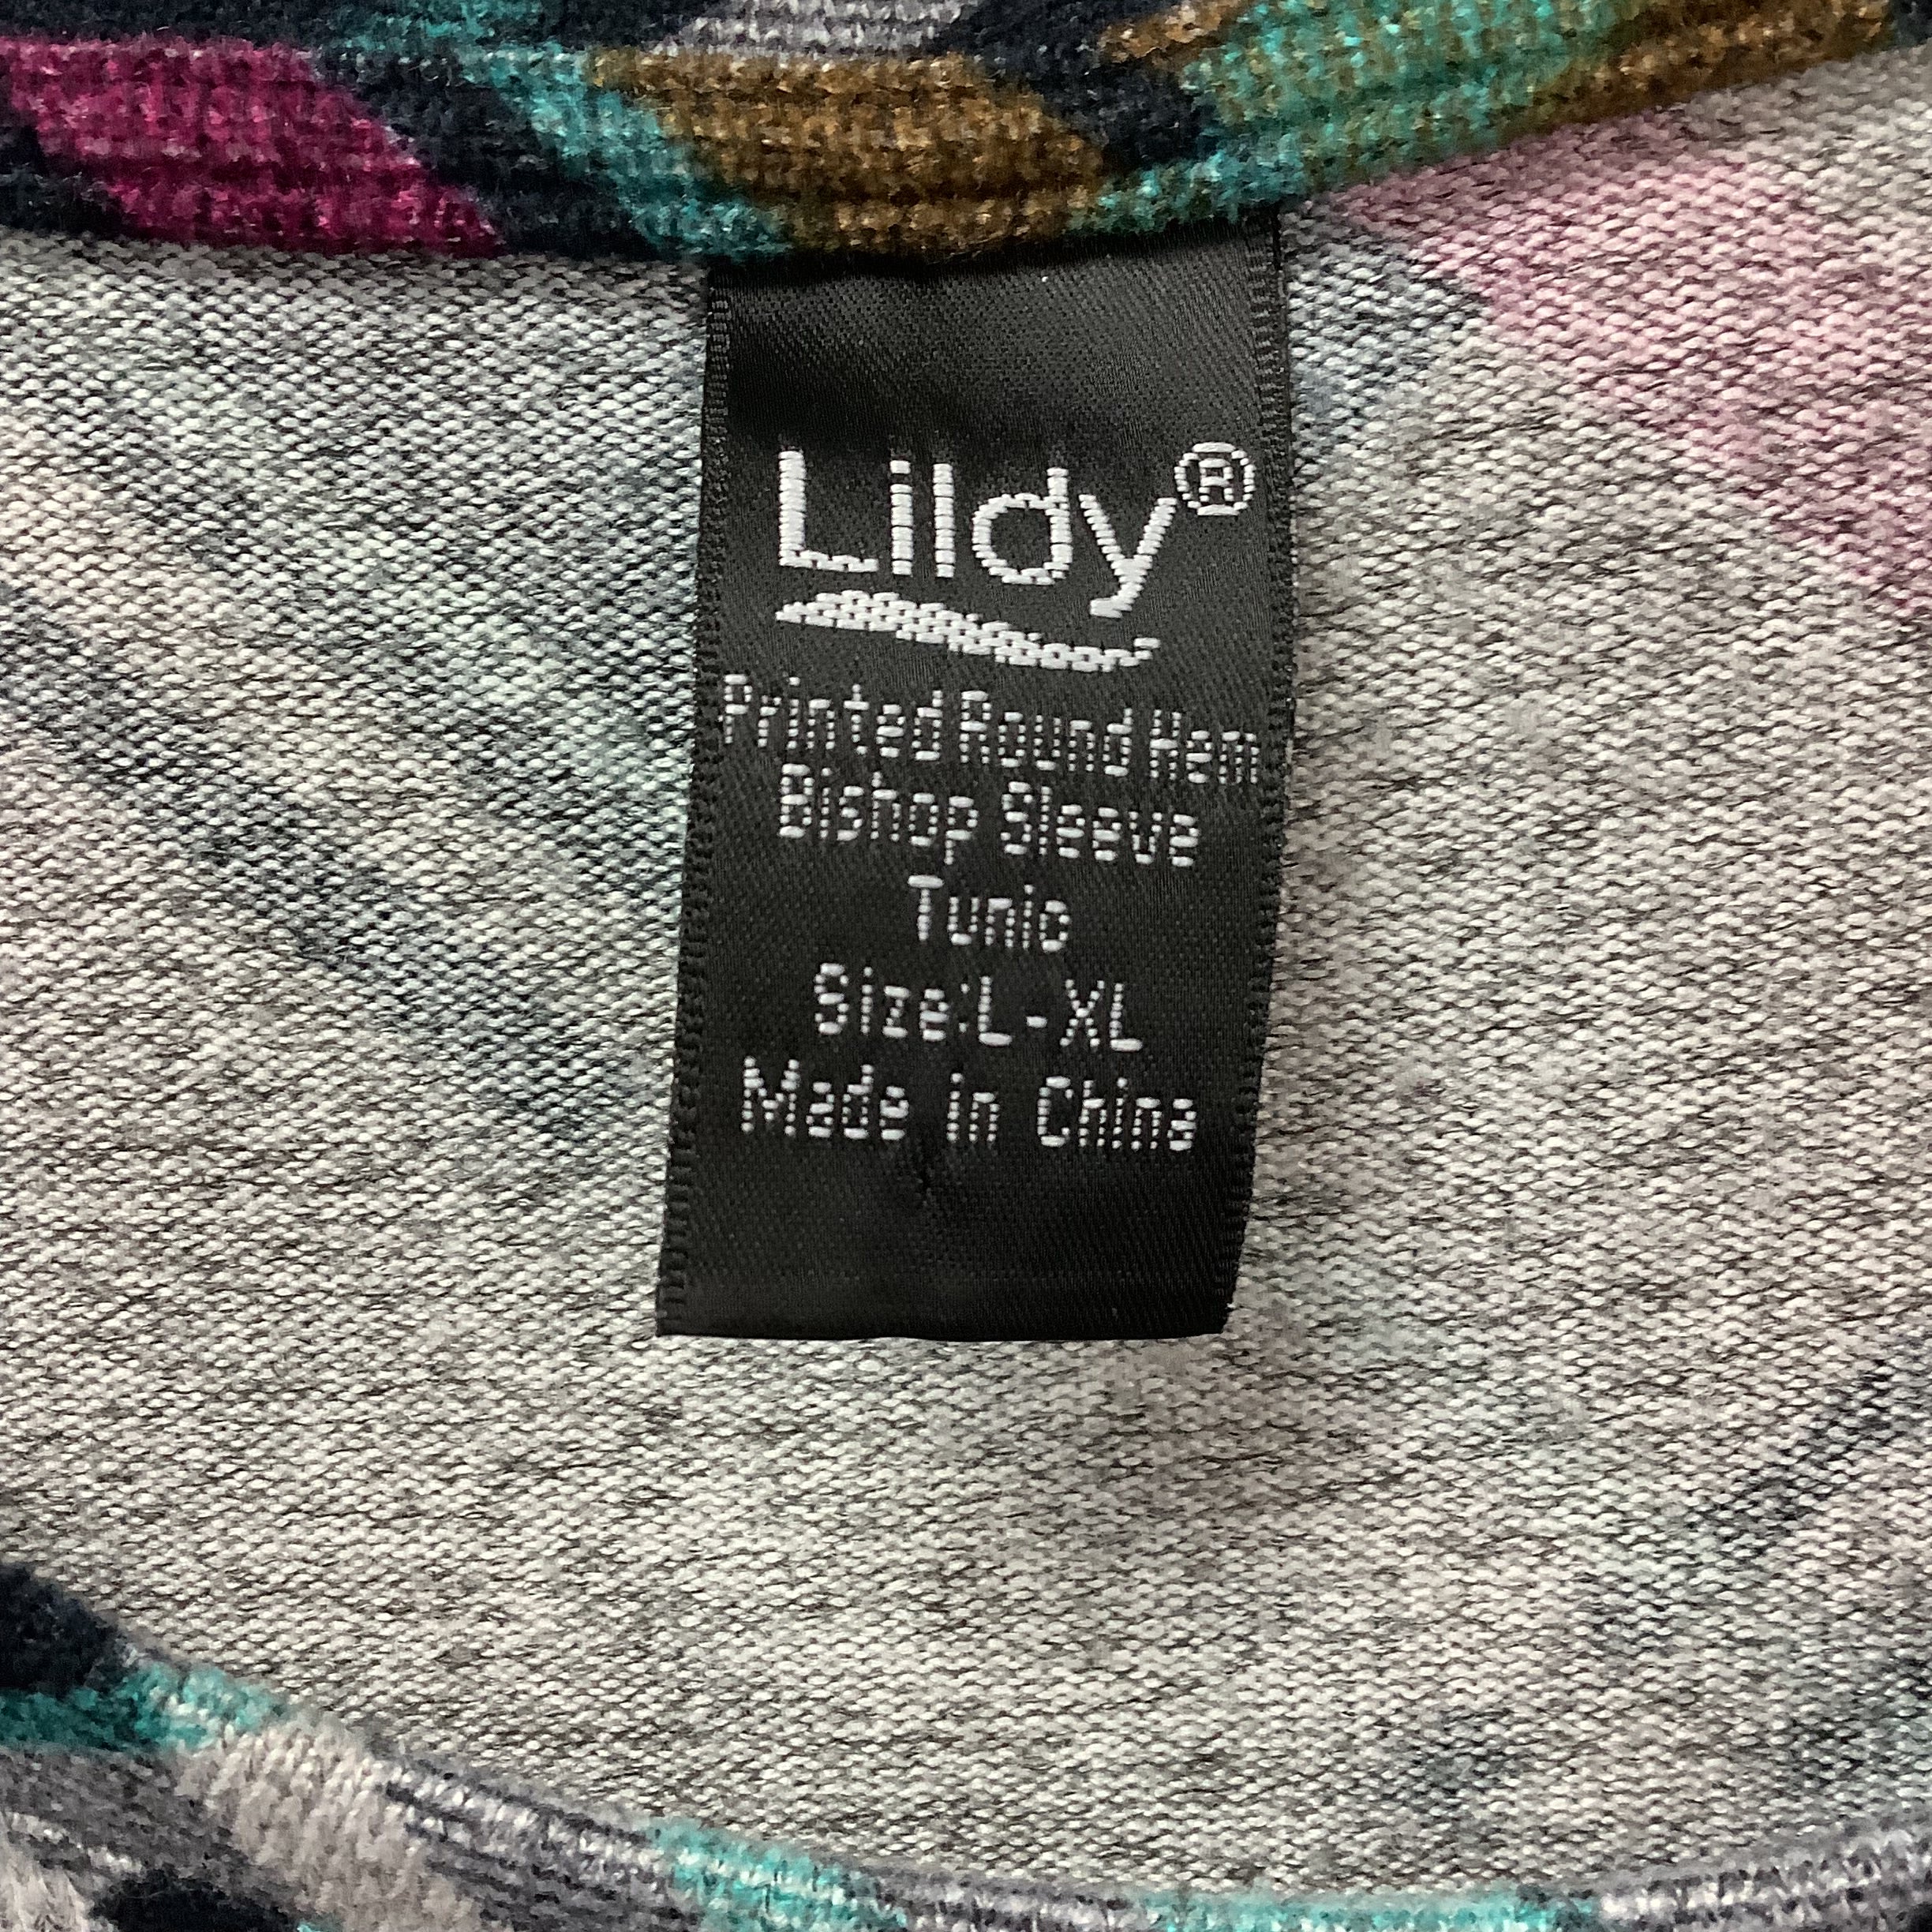 Lildy®
Printed Round Hem
Bishop Sleeve
Tunic
Size:L-XL
Made in China